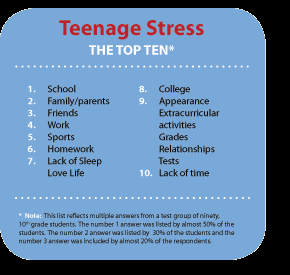 Teenage Stress
THE TOP TEN*
1. School
2. Family/parents
3. Friends
4. Work
5. Sports
6. Homework
7. Lack of Sleep
Love Life
8. College
9. Appearance
Extracurricular
activities
Grades
Relationships
Tests
10. Lack of time
* Note: This list reflects multiple answers from a test group of ninety,
10th grade students. The number 1 answer was listed by almost 50% of the
students. The number 2 answer was listed by 30% of the students and the
number 3 answer was included by almost 20% of the respondents.